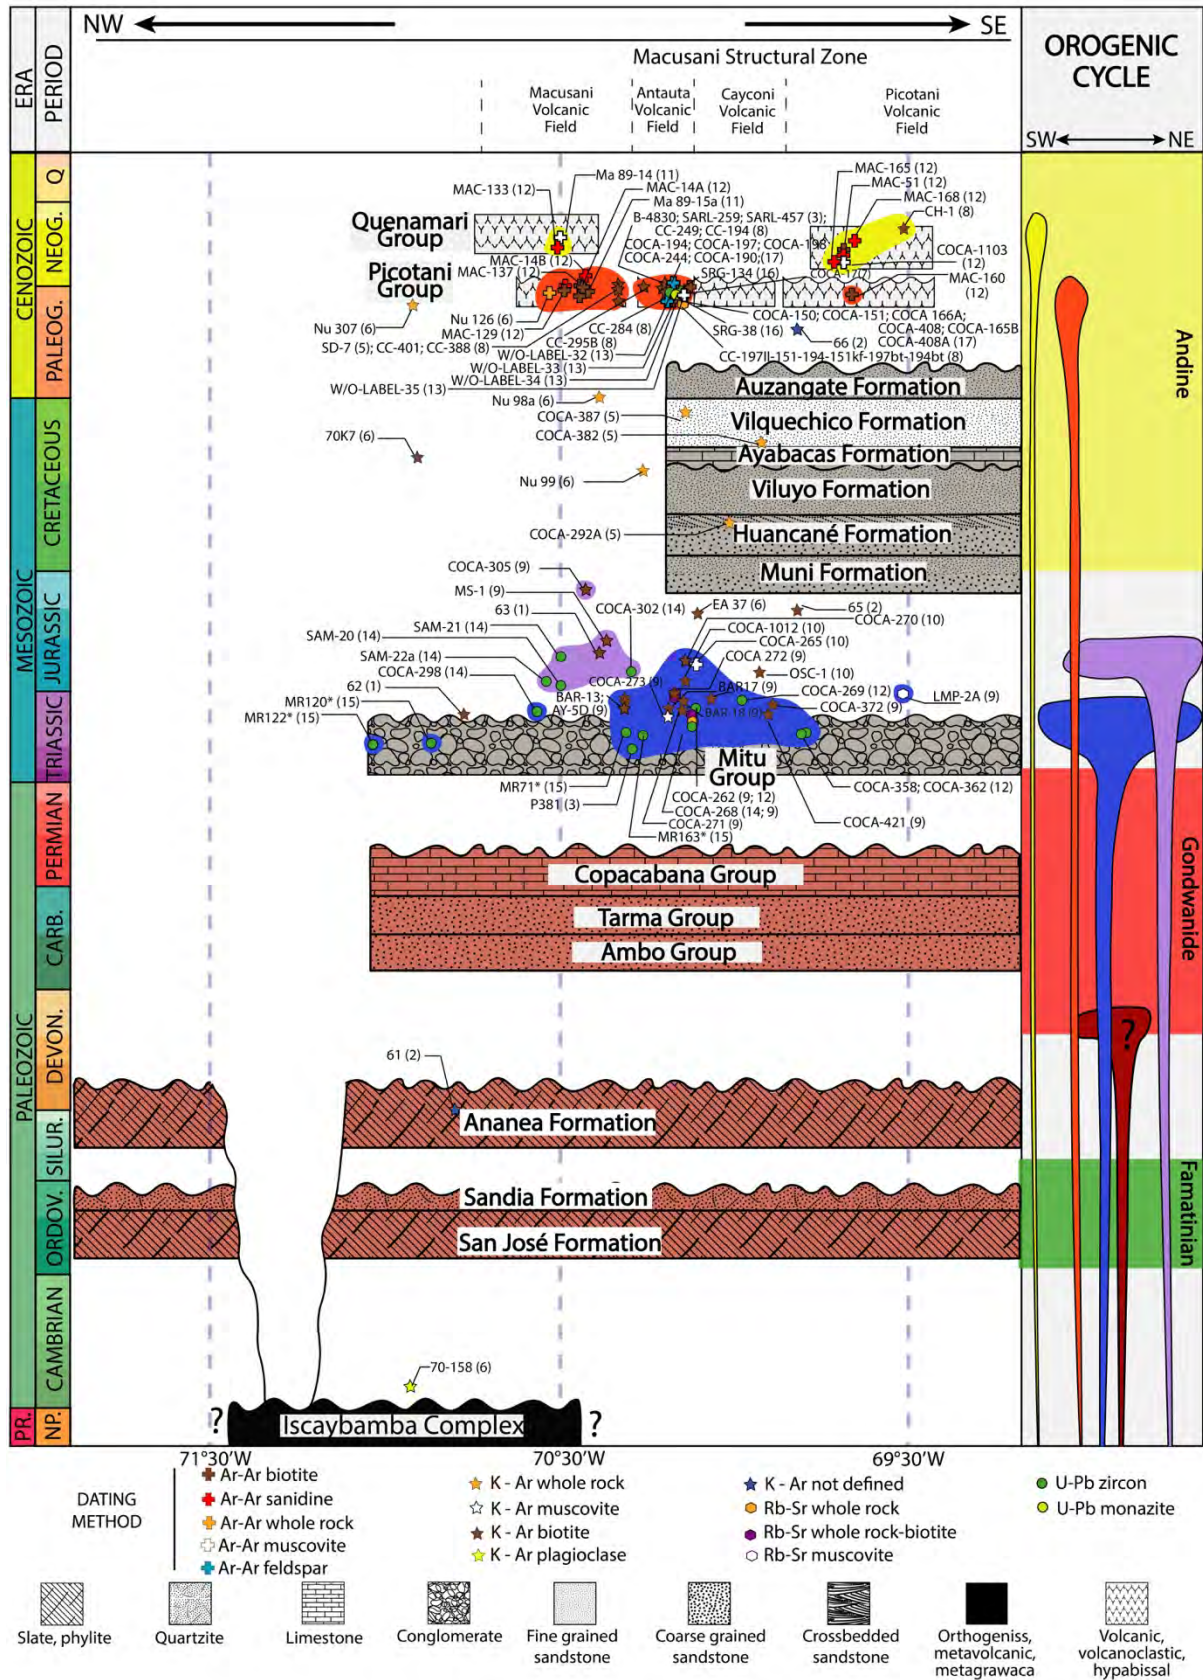 NW
SE
Macusani Structural Zone
Macusani
Volcanic
Field
Antauta
Volcanic
Field
Cayconi
Volcanic
Field
Picotani
Volcanic
Field
OROGENIC
CYCLE
SW
NE
ERA
PERIOD
CENOZOIC
MESOZOIC
PALEOZOIC
PR.
Q
NEOG.
PALEOG.
CRETACEOUS
JURASSIC
TRIASSIC
PERMIAN
CARB.
DEVON.
SILUR.
ORDOV.
CAMBRIAN
NP.
Ma 89-14 (11)
MAC-133 (12)
MAC-14A (12)
Ma 89-15a (11)
B-4830; SARL-259; SARL-457 (3);
CC-249; CC-194 (8)
COCA-194; COCA-197; COCA-198
COCA-244; COCA-190; (17)
SRG-134 (16)
MAC-165 (12)
MAC-51 (12)
MAC-168 (12)
CH-1 (8)
COCA-1103
(12)
MAC-160
(12)
Quenamari
Group
MAC-14B (12)
MAC-137 (12)
Picotani
Group
Nu 307 (6)
Nu 126 (6)
MAC-129 (12)
SD-7 (5); CC-401; CC-388 (8)
CC-284 (8)
CC-295B (8)
W/O-LABEL-32 (13)
W/O-LABEL-33 (13)
W/O-LABEL-34 (13)
W/O-LABEL-35 (13)
COCA-150; COCA-151; COCA 166A;
SRG-38 (16)
66 (2)
COCA-408; COCA-165B
COCA-408A (17)
CC-197II-151-194-151kf-197bt-194bt (8)
Auzangate Formation
Nu 98a (6)
COCA-387 (5)
Vilquechico Formation
COCA-382 (5)
70K7 (6)
Ayabacas Formation
Nu 99 (6)
Viluyo Formation
COCA-292A (5)
Huancané Formation
Muni Formation
COCA-305 (9)
MS-1 (9)
63 (1)
COCA-302 (14)
EA 37 (6)
65 (2)
COCA-270 (10)
SAM-21 (14)
SAM-20 (14)
COCA-1012 (10)
COCA-265 (10)
SAM-22a (14)
COCA 272 (9)
COCA-298 (14)
COCA-273 (9)
OSC-1 (10)
62 (1)
BAR-13;
AY-5D (9)
BAR17 (9)
COCA-269 (12)
LMP-2A (9)
MR120* (15)
COCA-372 (9)
BAR-18 (9)
MR122* (15)
Mitu
Group
MR71* (15)
P381 (3)
COCA-262 (9; 12)
COCA-268 (14; 9)
COCA-271 (9)
MR163* (15)
COCA-358; COCA-362 (12)
COCA-421 (9)
Copacabana Group
Tarma Group
Ambo Group
61 (2)
Ananea Formation
Sandia Formation
San José Formation
70-158 (6)
?
Iscaybamba Complex
?
?
Andine
Gondwanide
Famatinian
71°30'W
70°30'W
69°30'W
DATING
METHOD
Ar-Ar biotite
Ar-Ar sanidine
Ar-Ar whole rock
Ar-Ar muscovite
Ar-Ar feldspar
K - Ar whole rock
K - Ar muscovite
K - Ar biotite
K - Ar plagioclase
K - Ar not defined
Rb-Sr whole rock
Rb-Sr whole rock-biotite
Rb-Sr muscovite
U-Pb zircon
U-Pb monazite
Slate, phylite
Quartzite
Limestone
Conglomerate
Fine grained
sandstone
Coarse grained
sandstone
Crossbedded
sandstone
Orthogeniss,
metavolcanic,
metagrawaca
Volcanic,
volcanoclastic,
hypabissal